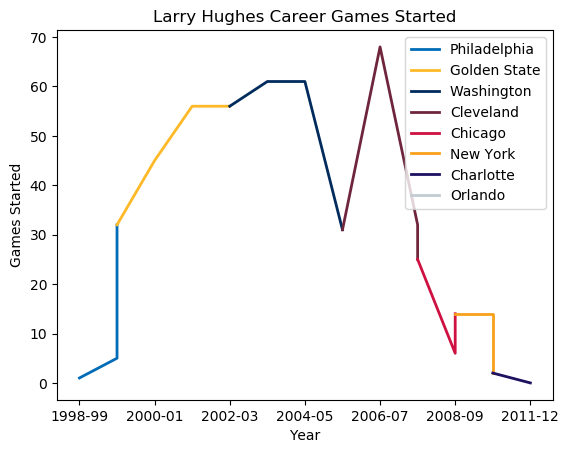 Larry Hughes Career Games Started
Games Started
70
60
50
40
30
20
10
0
Philadelphia
Golden State
Washington
Cleveland
Chicago
New York
Charlotte
Orlando
1998-99 2000-01 2002-03 2004-05 2006-07 2008-09 2011-12
Year